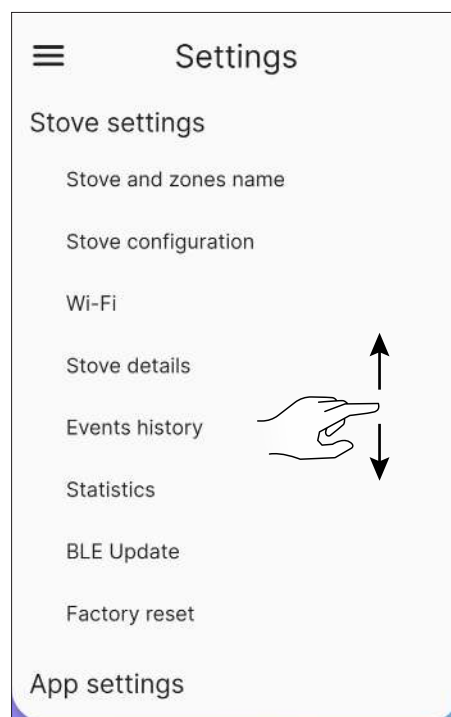 Settings
Stove settings
Stove and zones name
Stove configuration
Wi-Fi
Stove details
Events history
Statistics
BLE Update
Factory reset
App settings